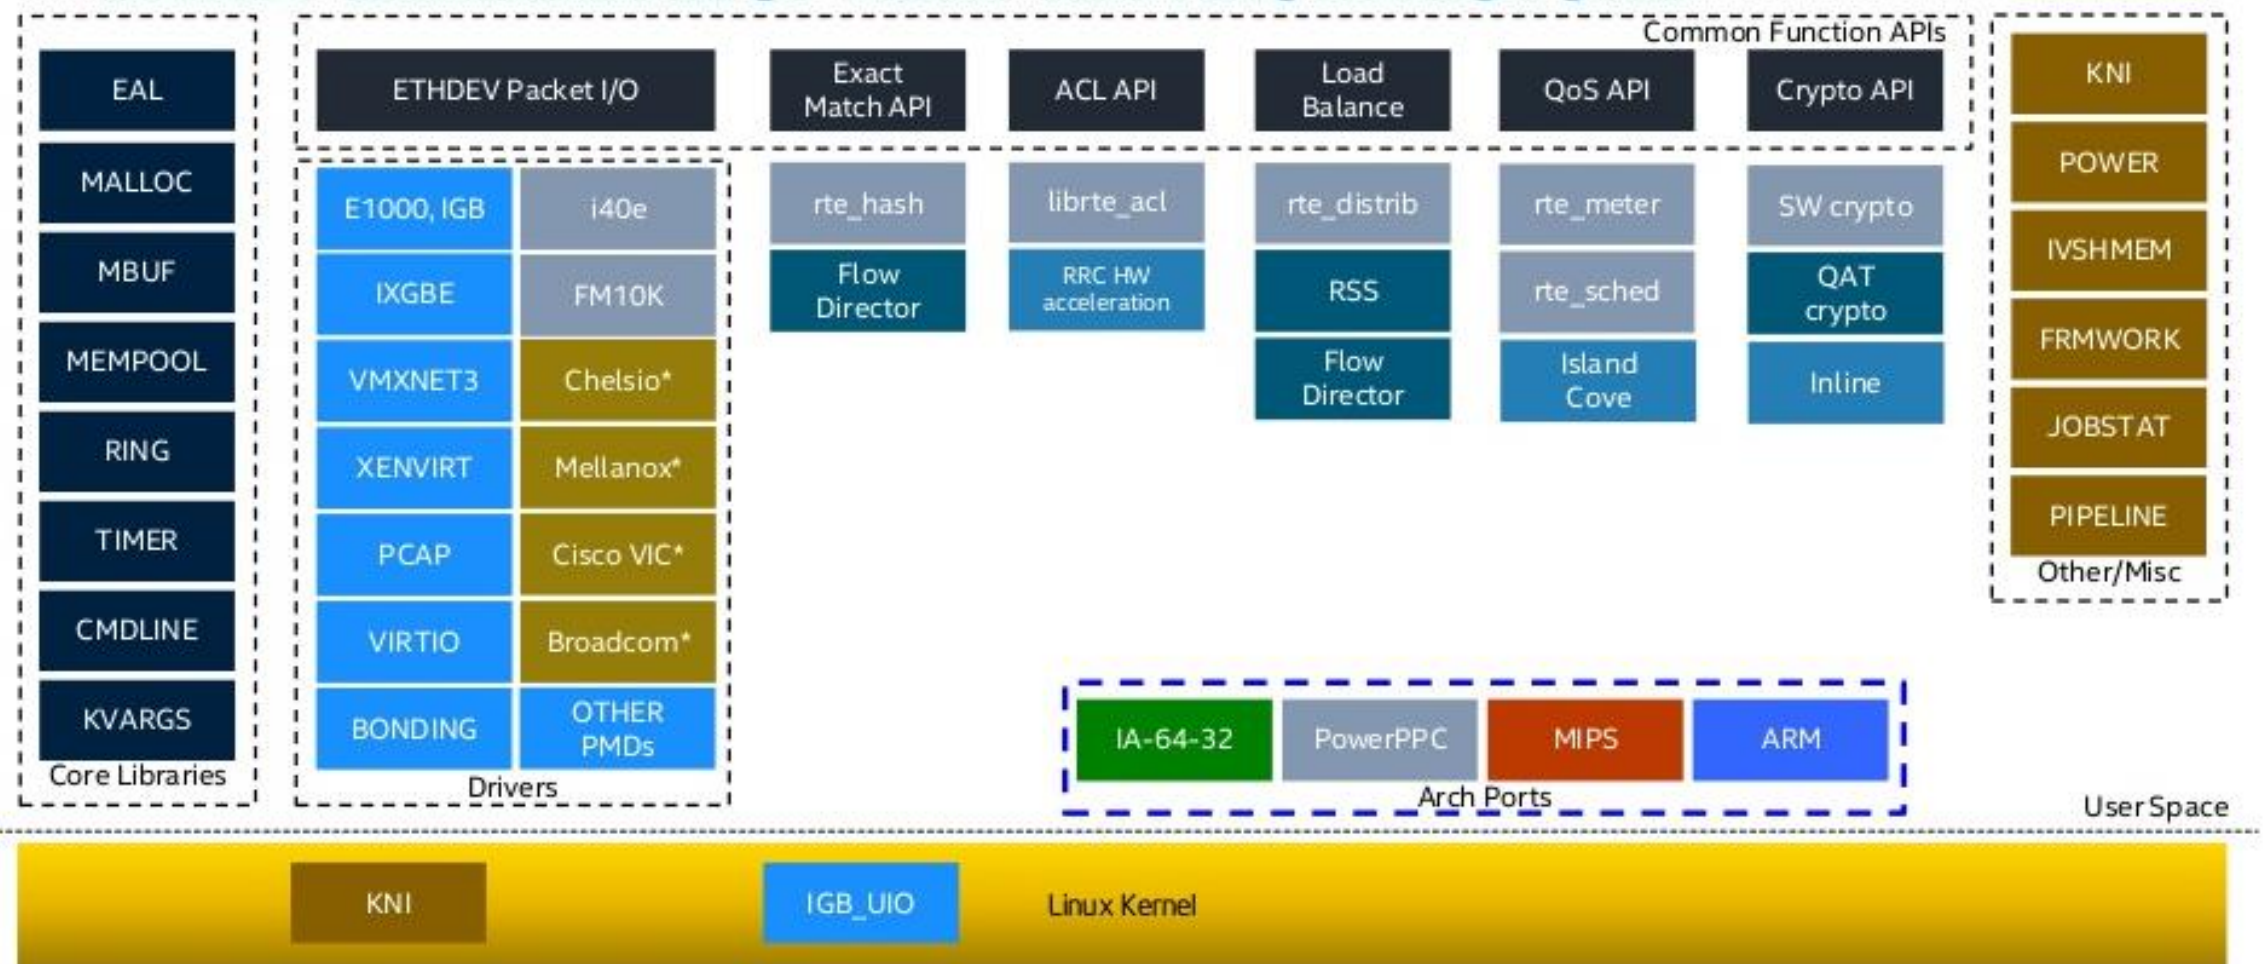 Common Function APIs
EAL
MALLOC
MBUF
MEMPOOL
RING
TIMER
CMDLINE
KVARGS
Core Libraries
ETHDEV Packet I/O
E1000, IGB
i40e
IXGBE
FM10K
VMXNET3
Chelsio*
XENVIRT
Mellanox*
PCAP
Cisco VIC*
VIRTIO
Broadcom*
BONDING
OTHER
PMDs
Drivers
Exact
Match API
rte_hash
Flow
Director
ACL API
librte_acl
RRC HW
acceleration
Load
Balance
rte_distrib
RSS
Flow
Director
QoS API
rte_meter
rte_sched
Island
Cove
Crypto API
SW crypto
QAT
crypto
Inline
KNI
POWER
IVSHMEM
FRMWORK
JOBSTAT
PIPELINE
Other/Misc
IA-64-32
PowerPPC
MIPS
ARM
Arch Ports
User Space
KNI
IGB_UIO
Linux Kernel